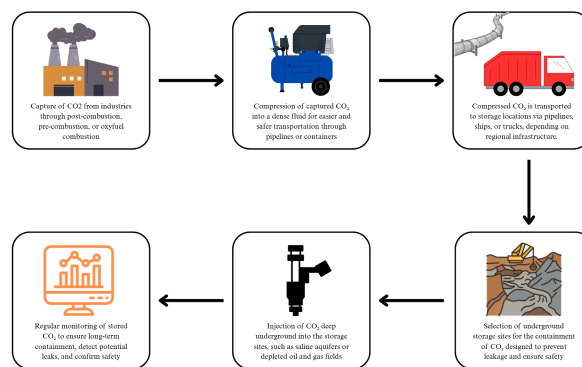 Capture of CO2 from industries
through post-combustion,
pre-combustion, or oxyfuel
combustion
Compression of captured CO₂
into a dense fluid for easier and
safer transportation through
pipelines or containers
Compressed CO₂ is transported
to storage locations via pipelines,
ships, or trucks, depending on
regional infrastructure.
Selection of underground
storage sites for the containment
of CO₂ designed to prevent
leakage and ensure safety
Injection of CO₂ deep
underground into the storage
sites, such as saline aquifers or
depleted oil and gas fields
Regular monitoring of stored
CO₂ to ensure long-term
containment, detect potential
leaks, and confirm safety